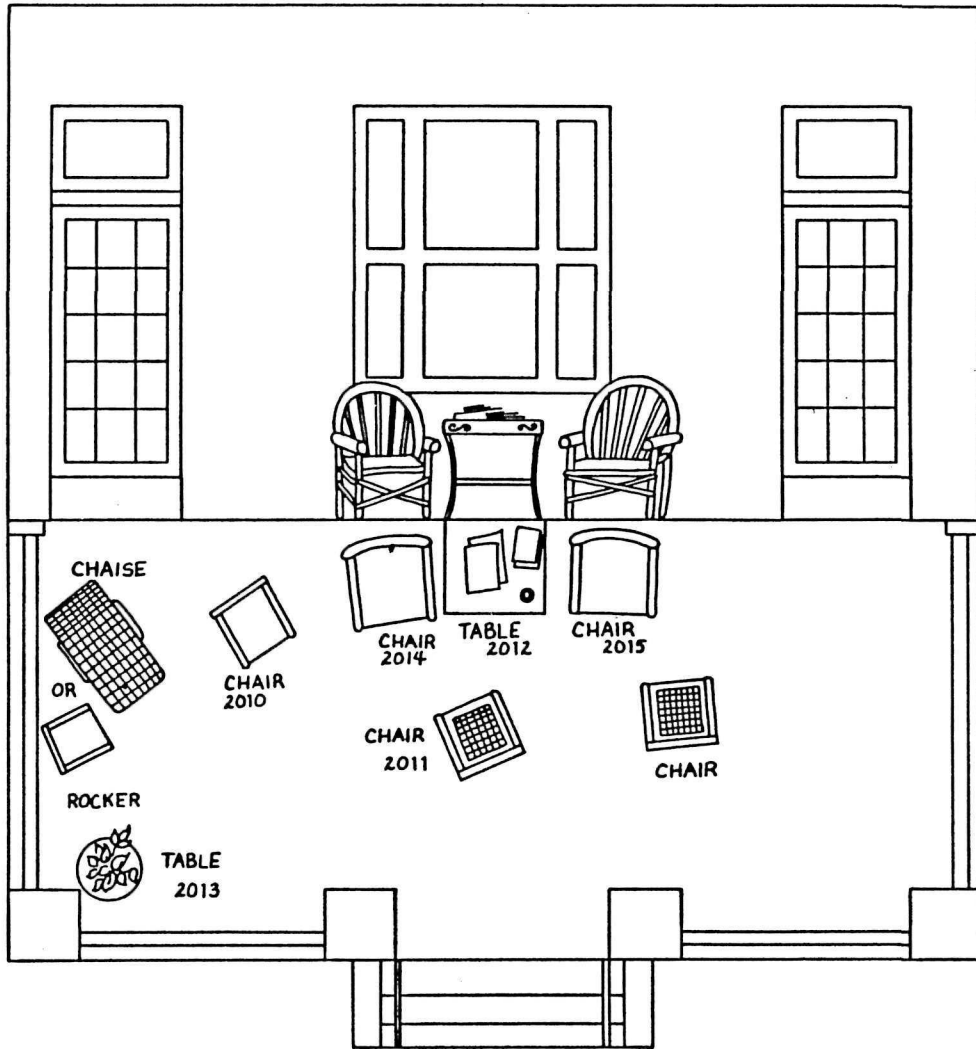 CHAISE
OR
ROCKER
CHAIR
2010
CHAIR
2014
TABLE
2012
CHAIR
2015
CHAIR
2011
CHAIR
TABLE
2013